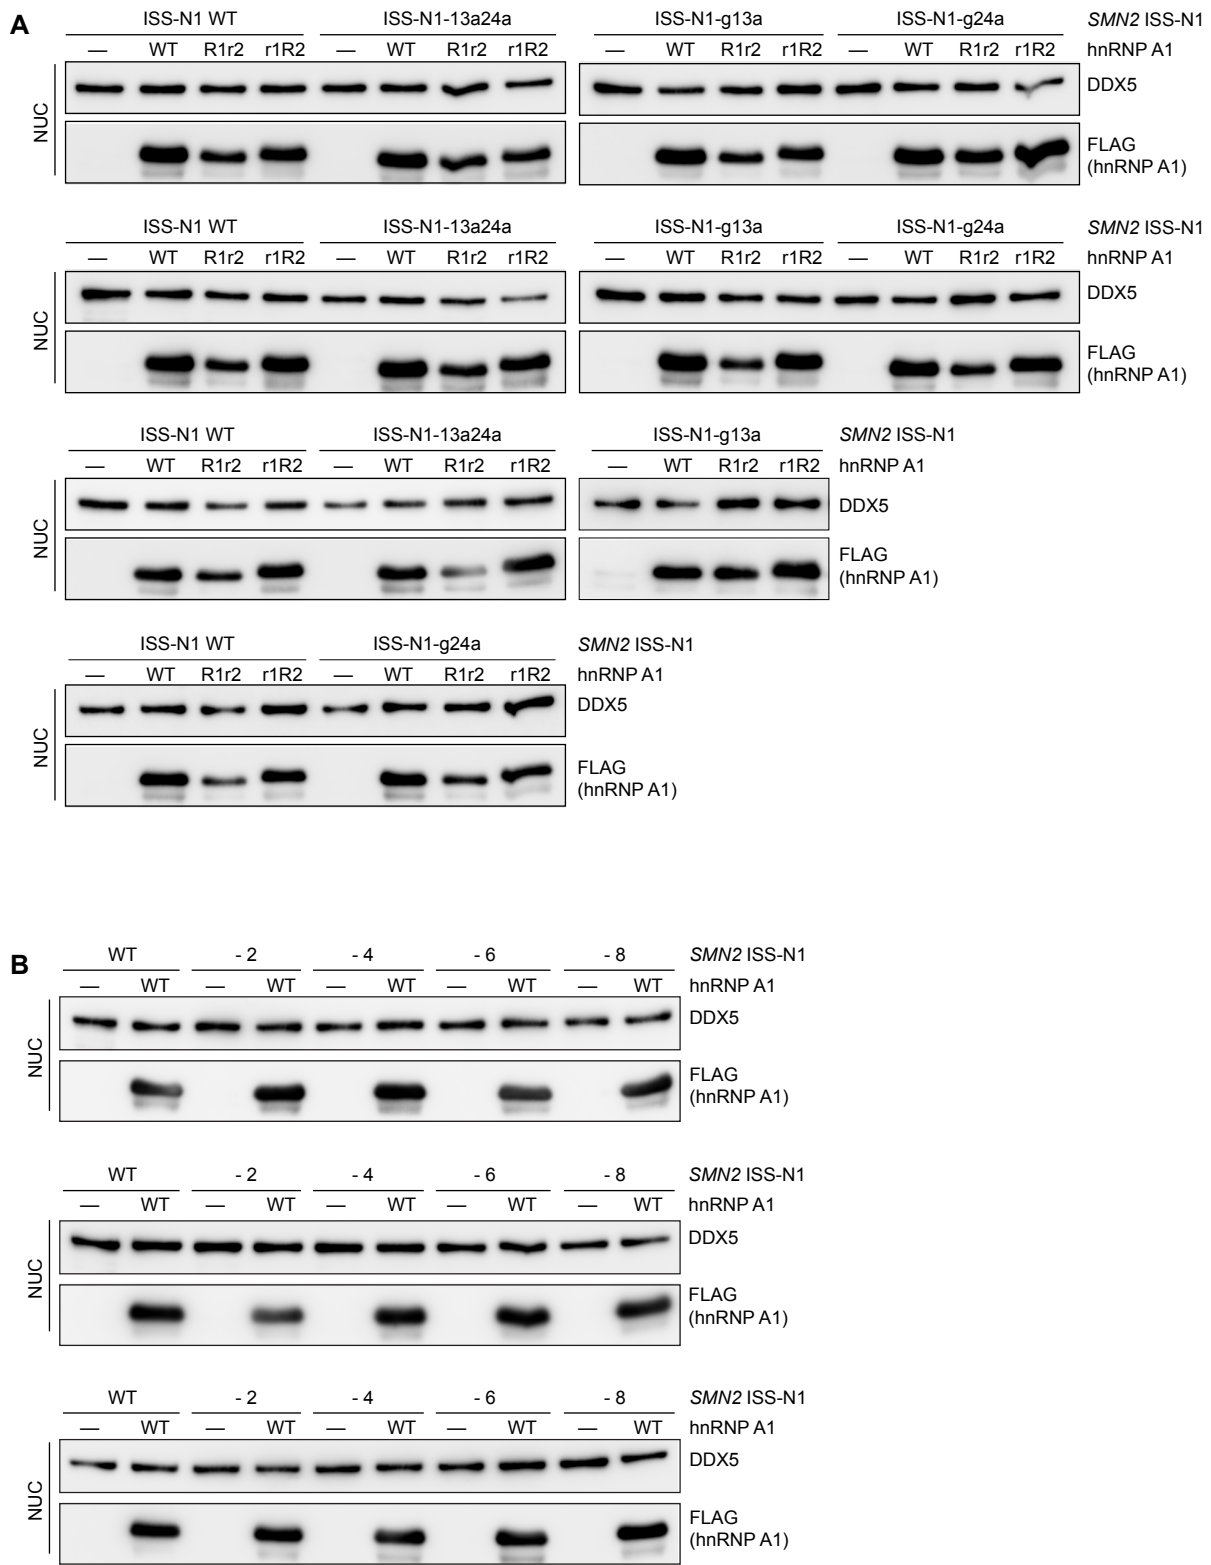 A
ISS-N1 WT ISS-N1-13a24a ISS-N1-g13a ISS-N1-g24a SMN2 ISS-N1
— WT R1r2 r1R2 — WT R1r2 r1R2 — WT R1r2 r1R2 — WT R1r2 r1R2 hnRNP A1
DDX5
NUC
FLAG
(hnRNP A1)
ISS-N1 WT ISS-N1-13a24a ISS-N1-g13a ISS-N1-g24a SMN2 ISS-N1
— WT R1r2 r1R2 — WT R1r2 r1R2 — WT R1r2 r1R2 — WT R1r2 r1R2 hnRNP A1
DDX5
NUC
FLAG
(hnRNP A1)
ISS-N1 WT ISS-N1-13a24a ISS-N1-g13a SMN2 ISS-N1
— WT R1r2 r1R2 — WT R1r2 r1R2 — WT R1r2 r1R2 hnRNP A1
DDX5
NUC
FLAG
(hnRNP A1)
ISS-N1 WT ISS-N1-g24a SMN2 ISS-N1
— WT R1r2 r1R2 — WT R1r2 r1R2 hnRNP A1
DDX5
NUC
FLAG
(hnRNP A1)
B
WT - 2 - 4 - 6 - 8 SMN2 ISS-N1
— WT — WT — WT — WT — WT hnRNP A1
DDX5
NUC
FLAG
(hnRNP A1)
WT - 2 - 4 - 6 - 8 SMN2 ISS-N1
— WT — WT — WT — WT — WT hnRNP A1
DDX5
NUC
FLAG
(hnRNP A1)
WT - 2 - 4 - 6 - 8 SMN2 ISS-N1
— WT — WT — WT — WT — WT hnRNP A1
DDX5
NUC
FLAG
(hnRNP A1)